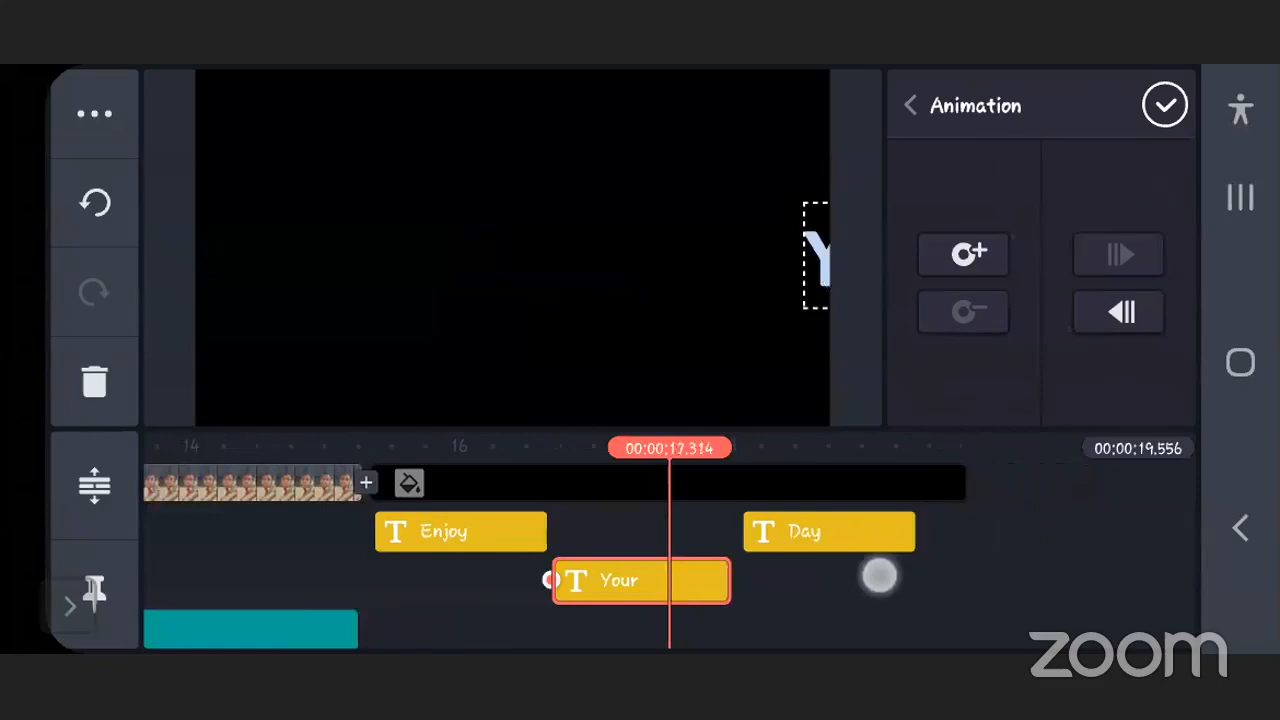 Animation
Y
14
16
00:00:17.314
00:00:19.556
T Enjoy
T Day
T Your
zoom